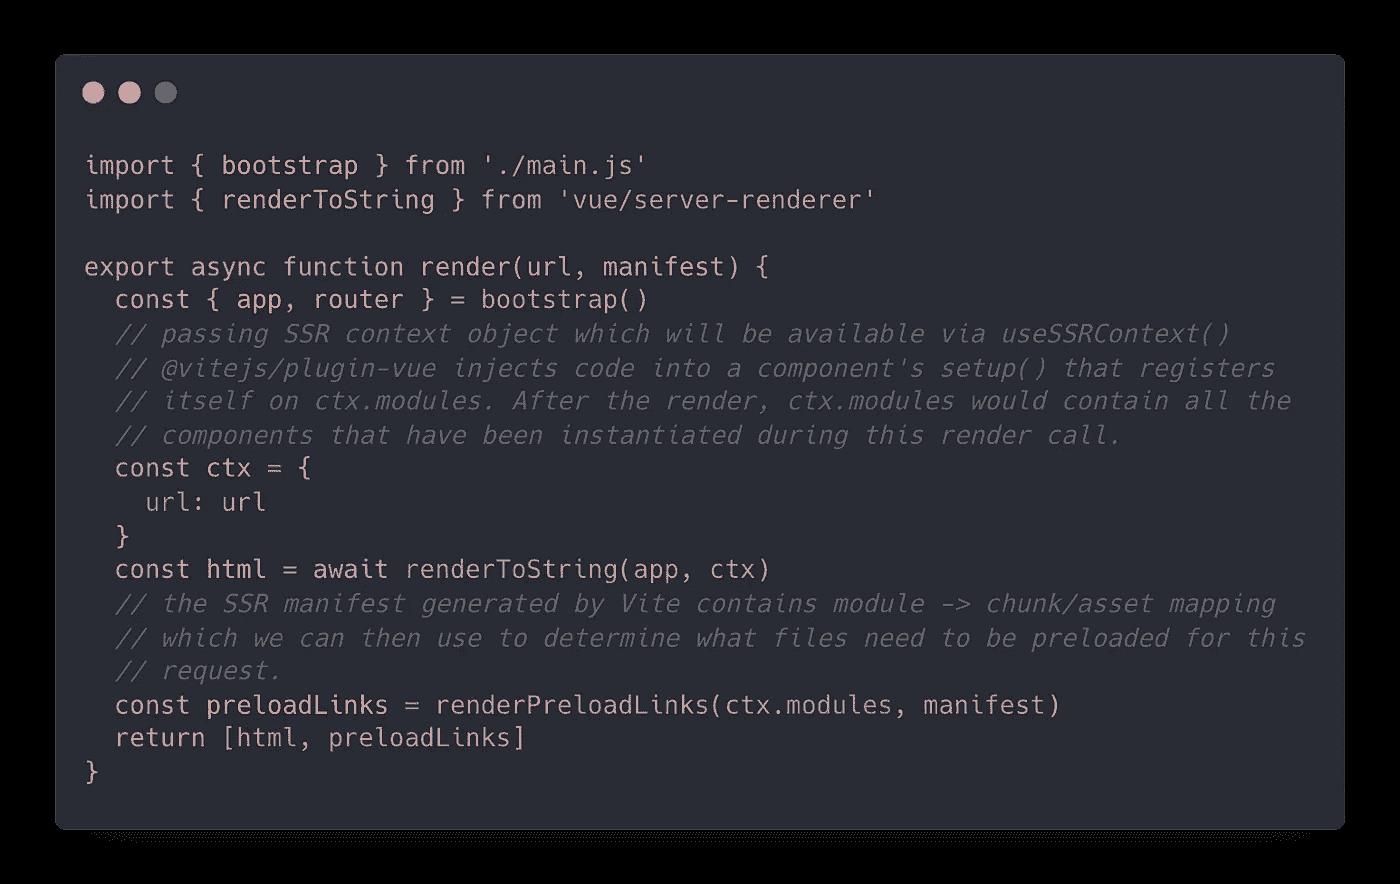 import { bootstrap } from './main.js'
import { renderToString } from 'vue/server-renderer'

export async function render(url, manifest) {
  const { app, router } = bootstrap()
  // passing SSR context object which will be available via useSSRContext()
  // @vitejs/plugin-vue injects code into a component's setup() that registers
  // itself on ctx.modules. After the render, ctx.modules would contain all the
  // components that have been instantiated during this render call.
  const ctx = {
    url: url
  }
  const html = await renderToString(app, ctx)
  // the SSR manifest generated by Vite contains module -> chunk/asset mapping
  // which we can then use to determine what files need to be preloaded for this
  // request.
  const preloadLinks = renderPreloadLinks(ctx.modules, manifest)
  return [html, preloadLinks]
}